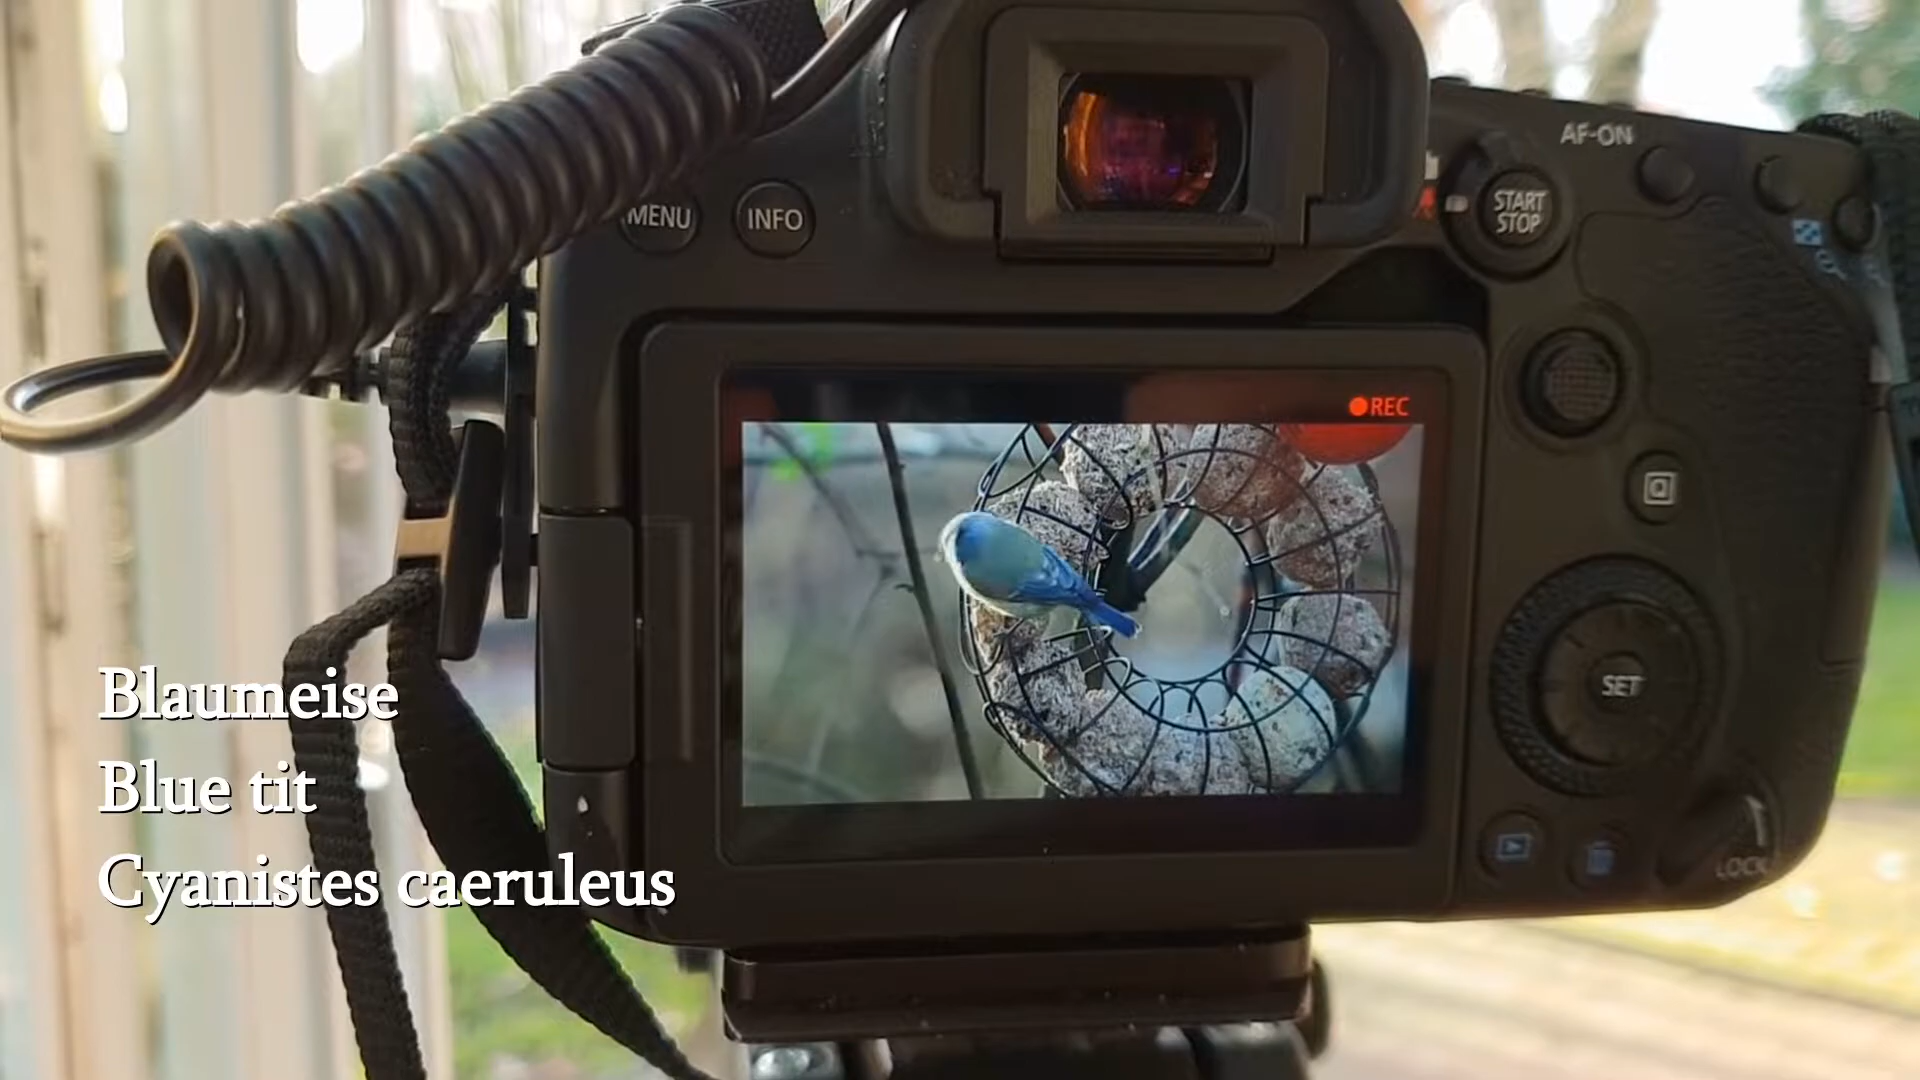 AF-ON
MENU
INFO
START
STOP
REC
SET
LOCK
Blaumeise
Blue tit
Cyanistes caeruleus